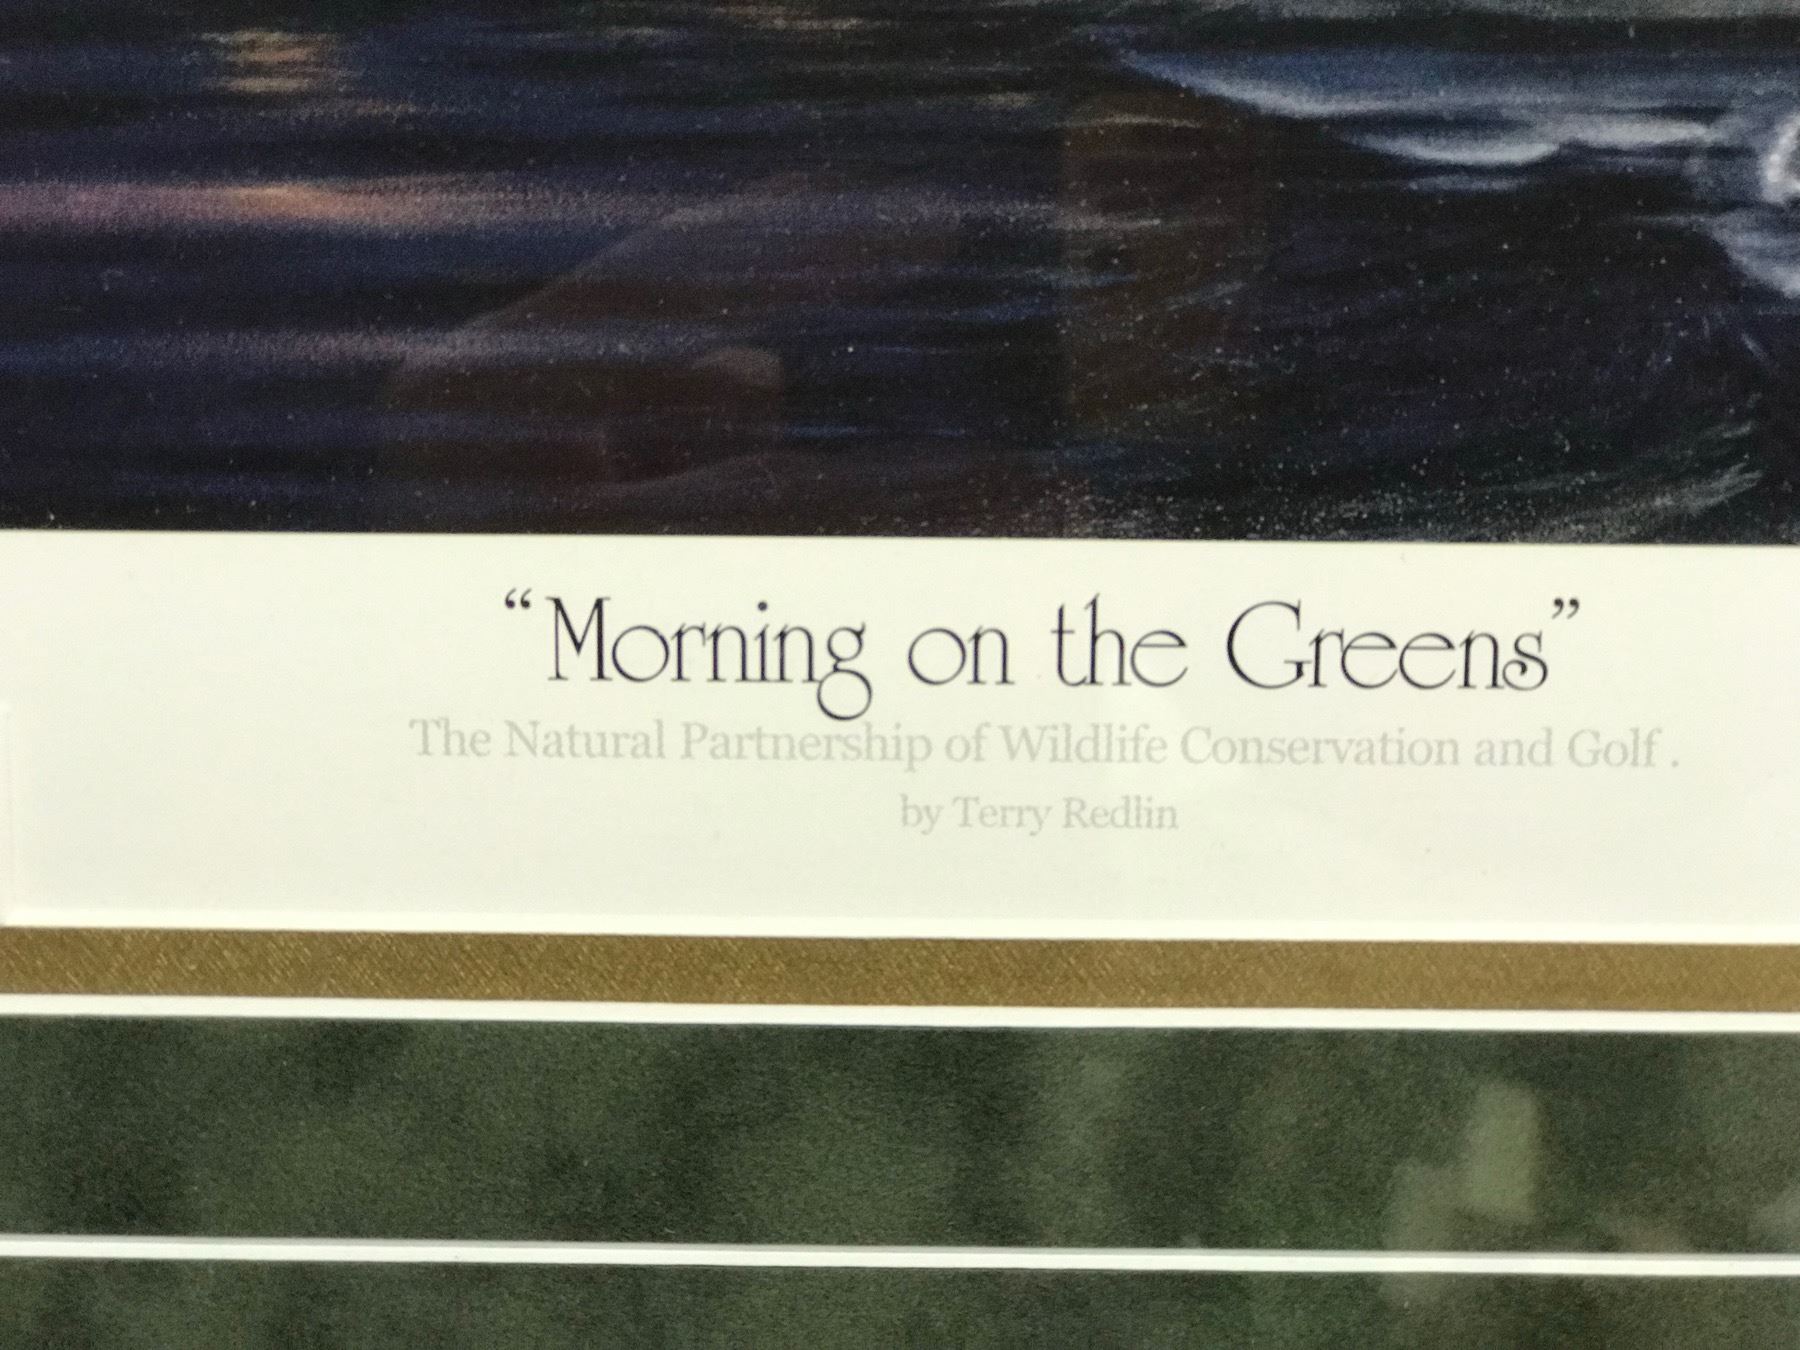 “Morning on the Greens”
The Natural Partnership of Wildlife Conservation and Golf .
by Terry Redlin